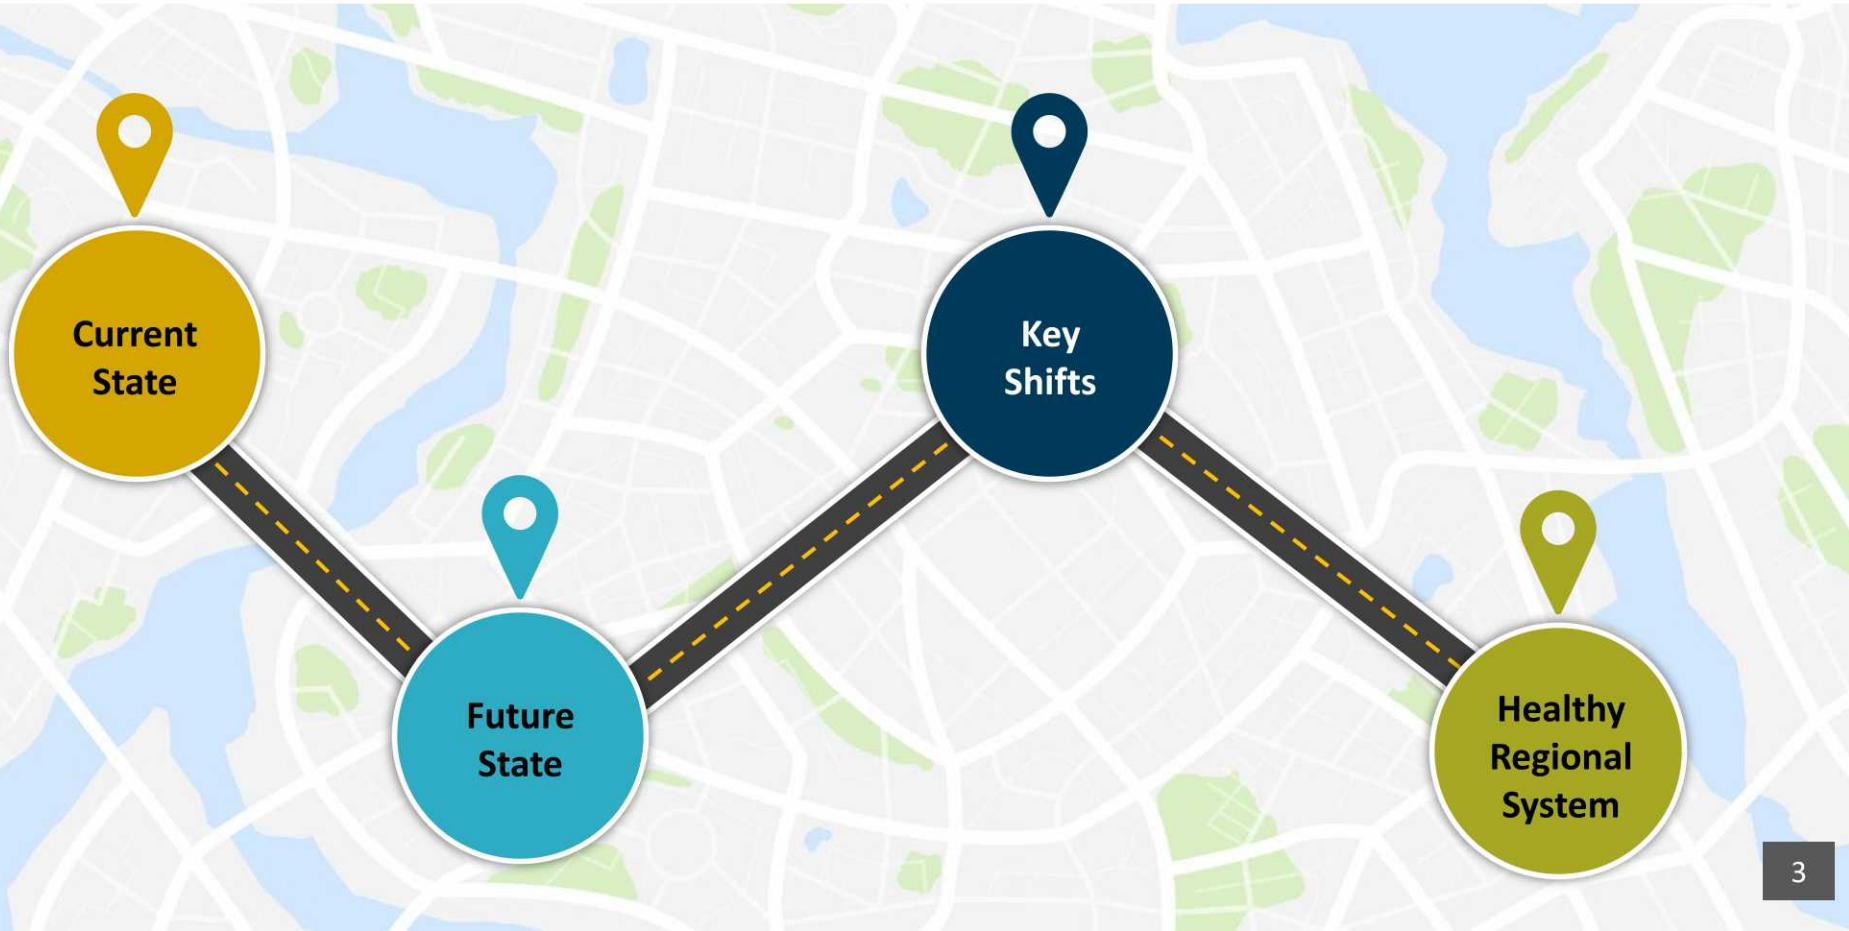 Current
State
Future
State
Key
Shifts
Healthy
Regional
System
3